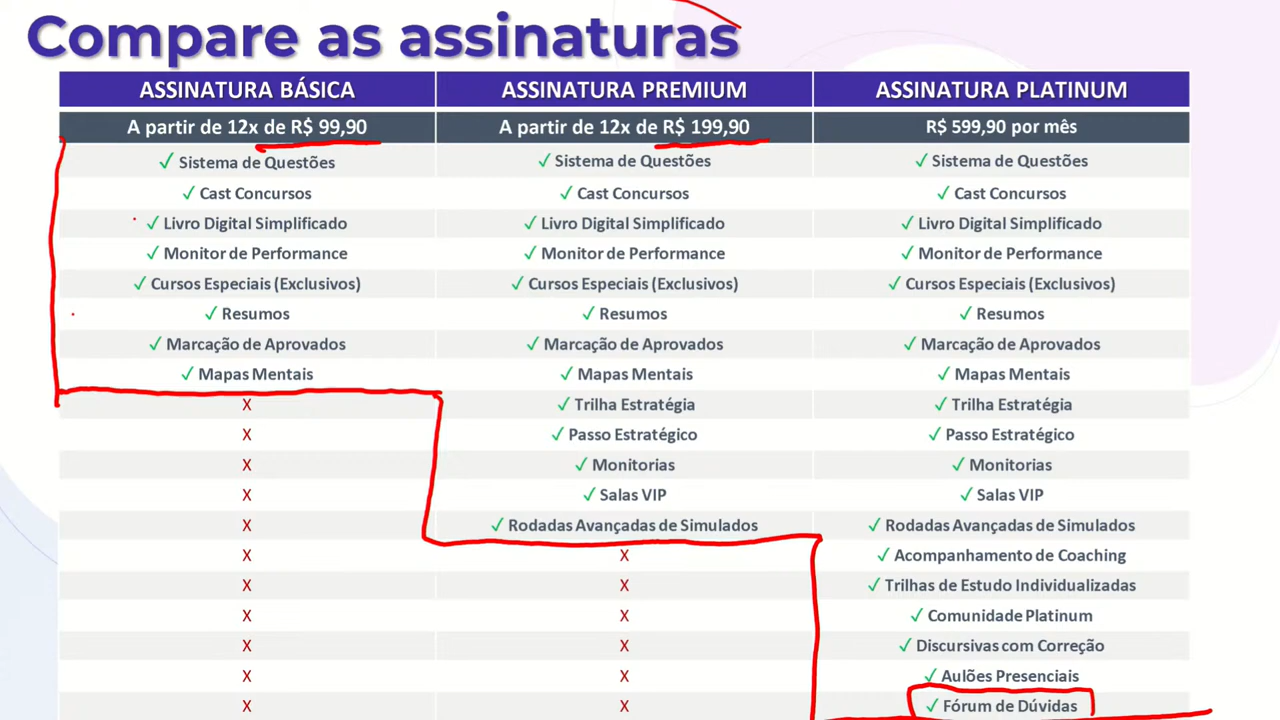 Compare as assinaturas
ASSINATURA BÁSICA ASSINATURA PREMIUM ASSINATURA PLATINUM
A partir de 12x de R$ 99,90 A partir de 12x de R$ 199,90 R$ 599,90 por mês
✓ Sistema de Questões ✓ Sistema de Questões ✓ Sistema de Questões
✓ Cast Concursos ✓ Cast Concursos ✓ Cast Concursos
✓ Livro Digital Simplificado ✓ Livro Digital Simplificado ✓ Livro Digital Simplificado
✓ Monitor de Performance ✓ Monitor de Performance ✓ Monitor de Performance
✓ Cursos Especiais (Exclusivos) ✓ Cursos Especiais (Exclusivos) ✓ Cursos Especiais (Exclusivos)
✓ Resumos ✓ Resumos ✓ Resumos
✓ Marcação de Aprovados ✓ Marcação de Aprovados ✓ Marcação de Aprovados
✓ Mapas Mentais ✓ Mapas Mentais ✓ Mapas Mentais
X ✓ Trilha Estratégia ✓ Trilha Estratégia
X ✓ Passo Estratégico ✓ Passo Estratégico
X ✓ Monitorias ✓ Monitorias
X ✓ Salas VIP ✓ Salas VIP
X ✓ Rodadas Avançadas de Simulados ✓ Rodadas Avançadas de Simulados
X X ✓ Acompanhamento de Coaching
X X ✓ Trilhas de Estudo Individualizadas
X X ✓ Comunidade Platinum
X X ✓ Discursivas com Correção
X X ✓ Aulões Presenciais
X X ✓ Fórum de Dúvidas